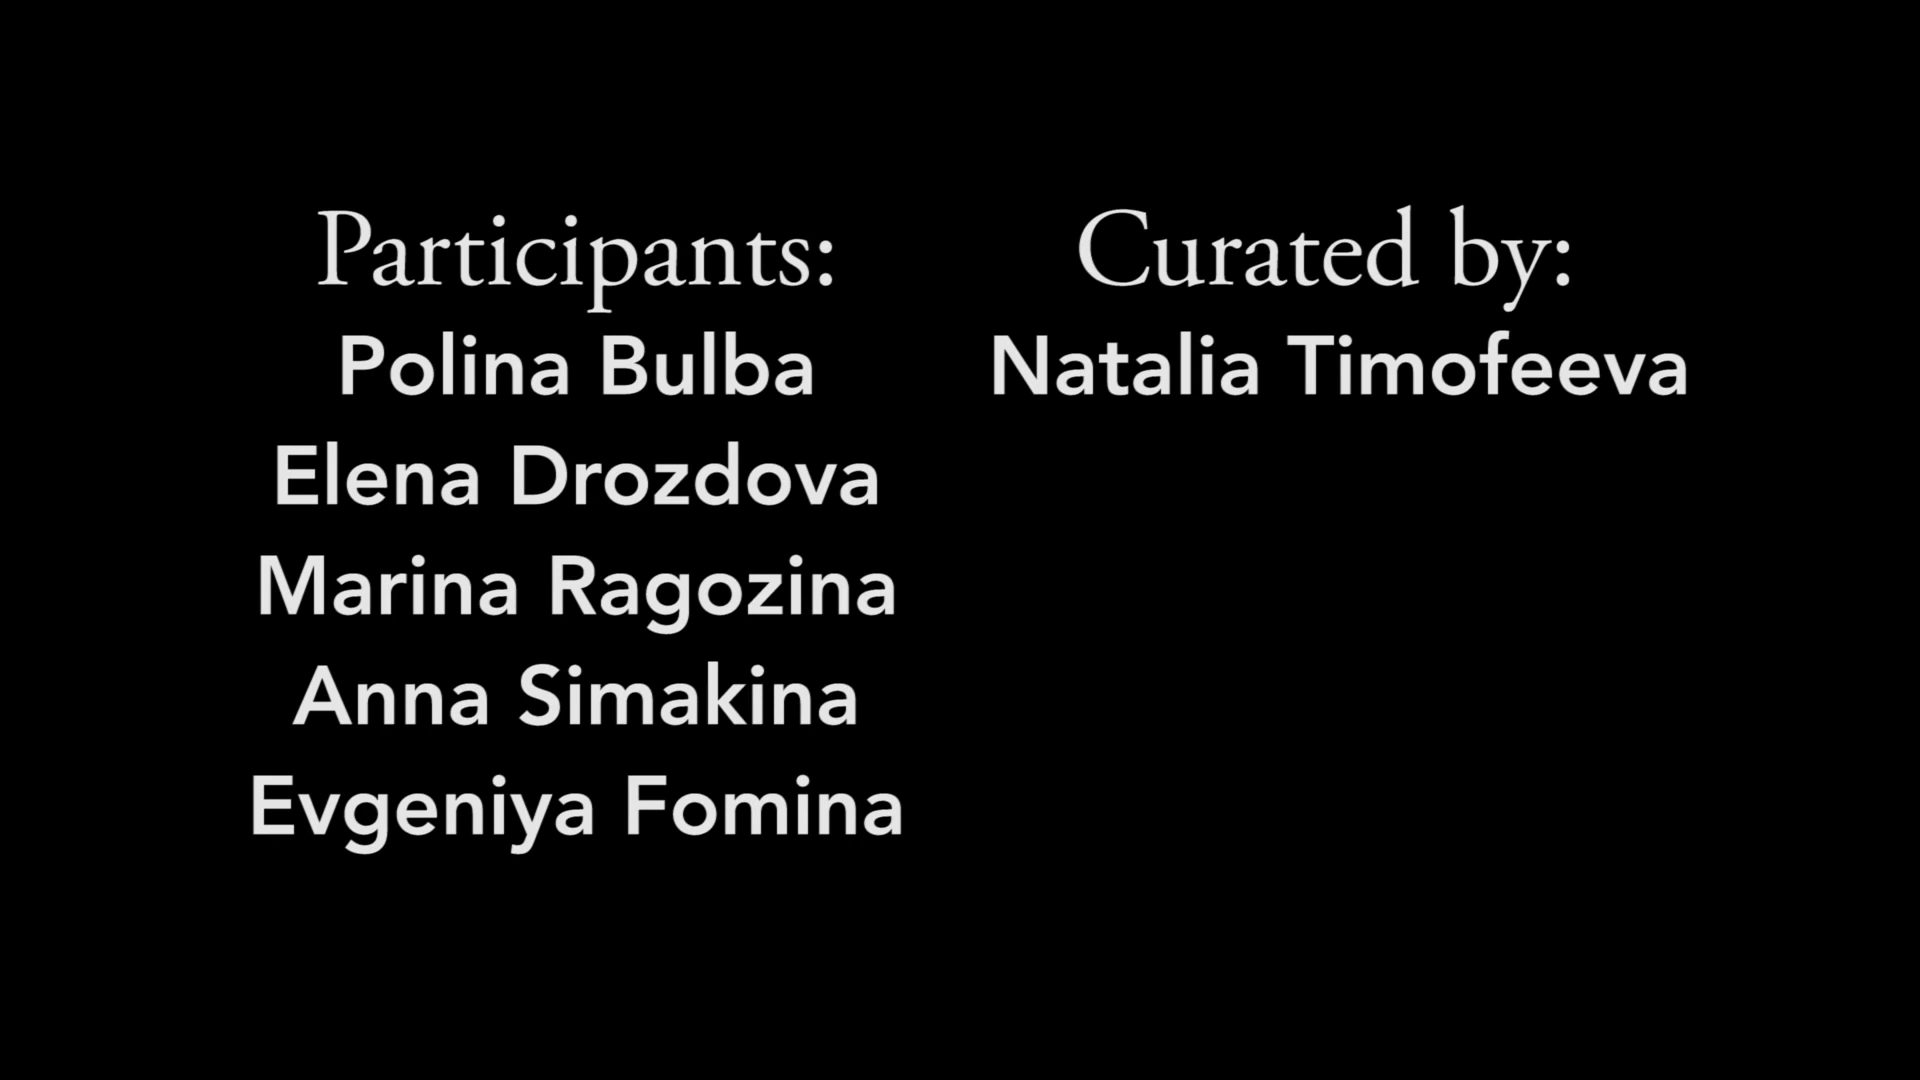 Participants:
Polina Bulba
Elena Drozdova
Marina Ragozina
Anna Simakina
Evgeniya Fomina
Curated by:
Natalia Timofeeva